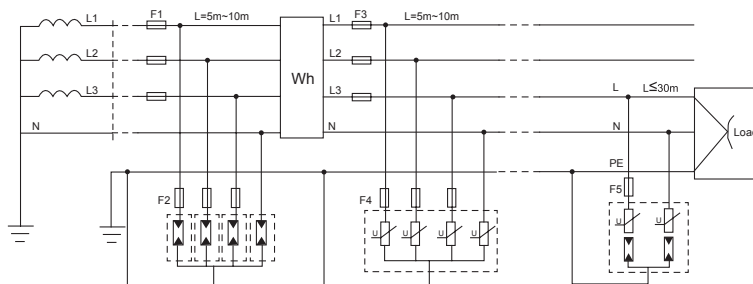 L1 F1 L=5m~10m L1 F3 L=5m~10m
L2 L2
Wh
L3 L3 L L≤30m
N N N Load
PE
F2 F4 F5
U U U U U U